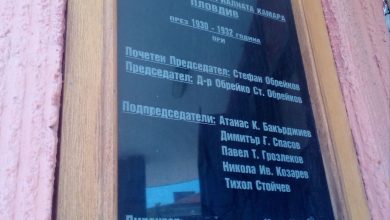 КАМАРА
ПЛОВДИВ
ПРЕЗ 1930 - 1932 ГОДИНА
ПРИ
Почетен Председател: Стефан Обрейков
Председател: Д-р Обрейко Ст. Обрейков
Подпредседатели: Атанас К. Бакърджиев
Димитър Г. Спасов
Павел Т. Грозлеков
Никола Ив. Козарев
Тихол Стойчев